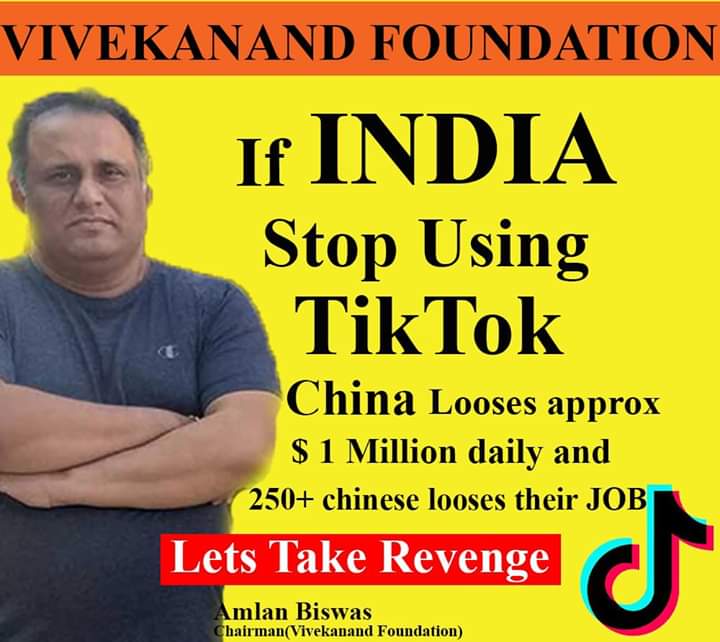 VIVEKANAND FOUNDATION
If INDIA
Stop Using
TikTok
China Looses approx
$ 1 Million daily and
250+ chinese looses their JOB
Lets Take Revenge
Amlan Biswas
Chairman(Vivekanand Foundation)